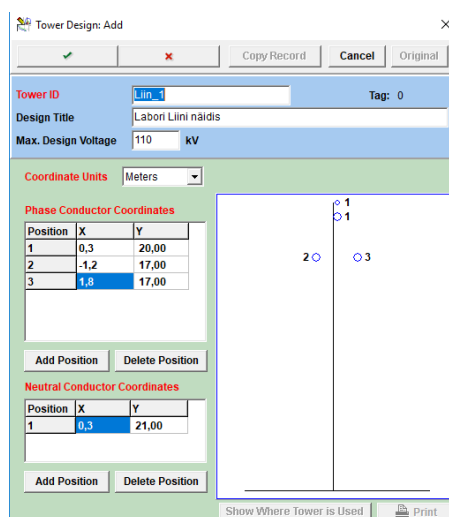 Tower Design: Add
Copy Record Cancel Original
Tower ID Liin_1 Tag: 0
Design Title Labori Liini näidis
Max. Design Voltage 110 kV
Coordinate Units Meters
Phase Conductor Coordinates
Position X Y
1 0,3 20,00
2 -1,2 17,00
3 1,8 17,00
Add Position Delete Position
Neutral Conductor Coordinates
Position X Y
1 0,3 21,00
Add Position Delete Position
1
1
2 3
Show Where Tower is Used Print